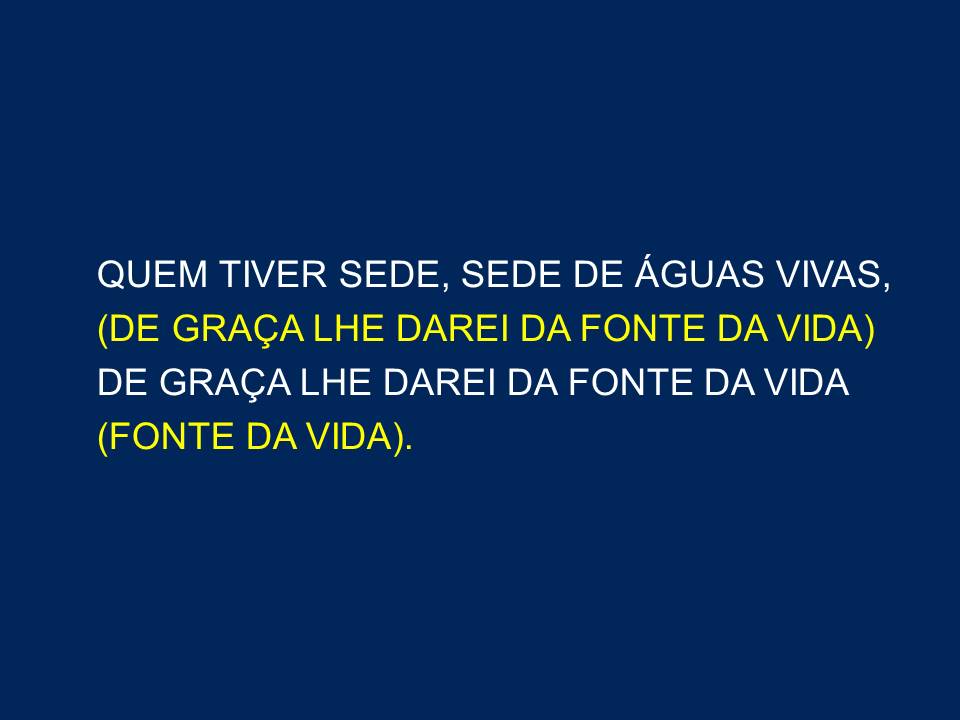 QUEM TIVER SEDE, SEDE DE ÁGUAS VIVAS,
(DE GRAÇA LHE DAREI DA FONTE DA VIDA)
DE GRAÇA LHE DAREI DA FONTE DA VIDA
(FONTE DA VIDA).